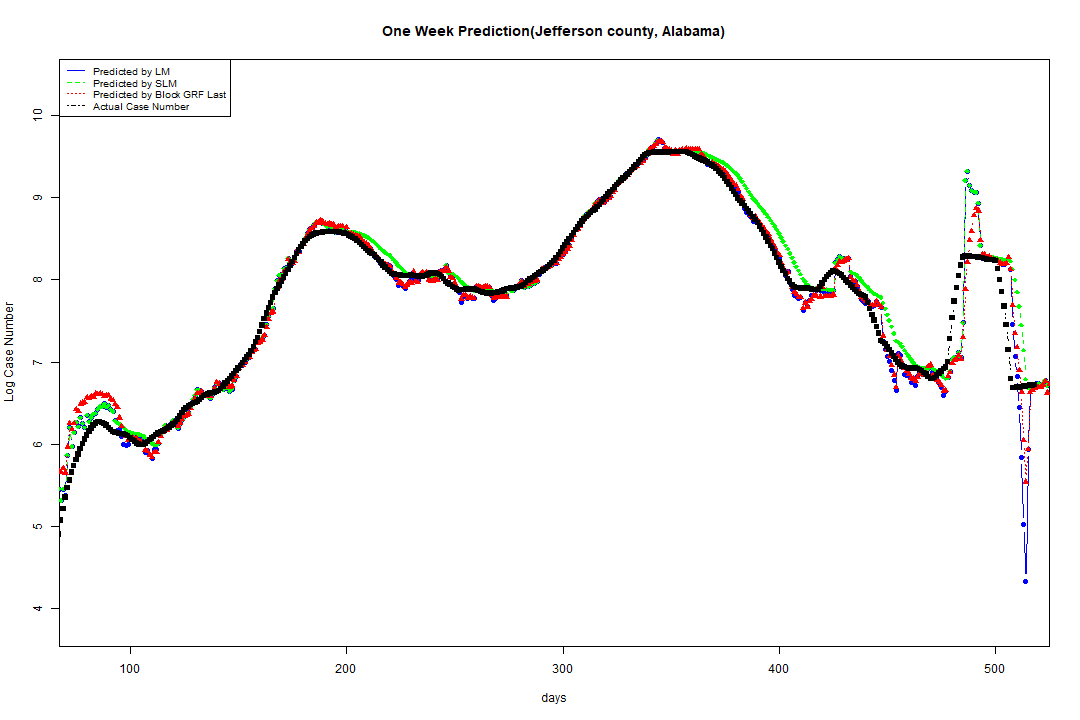 One Week Prediction(Jefferson county, Alabama)
Predicted by LM
Predicted by SLM
Predicted by Block GRF Last
Actual Case Number
10
9
8
7
6
5
4
Log Case Number
100 200 300 400 500
days